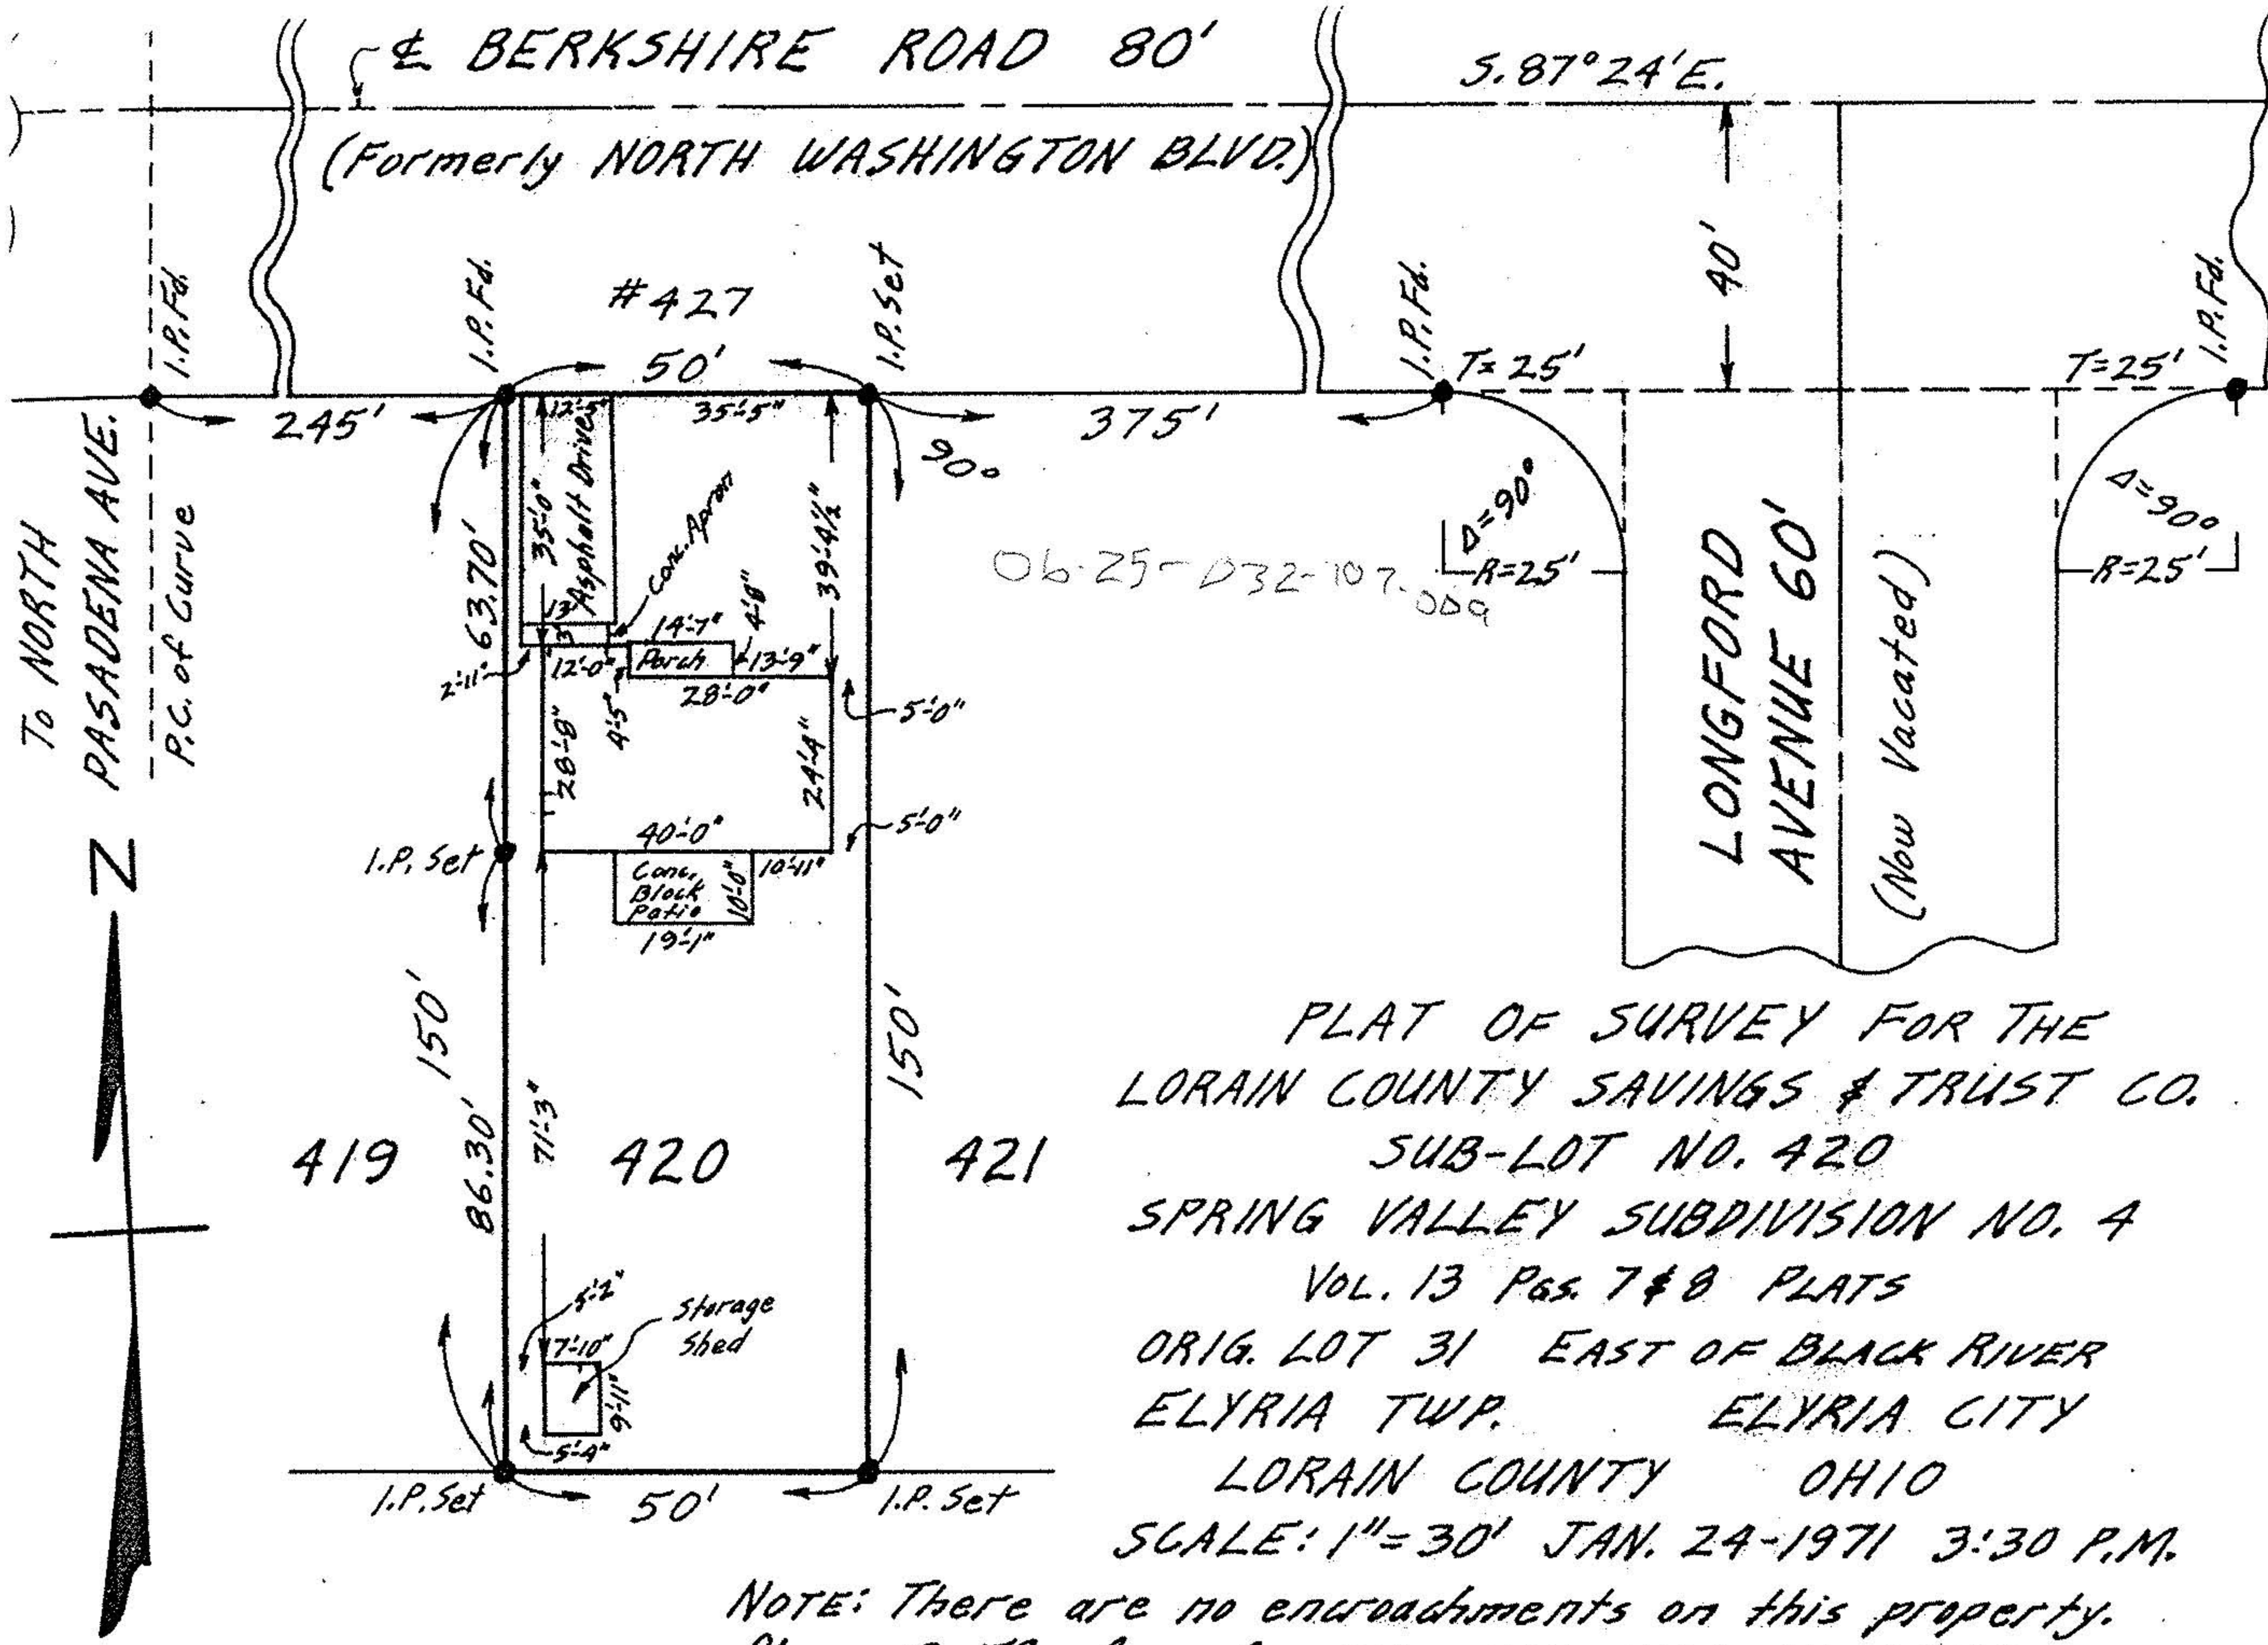 ℄ BERKSHIRE ROAD 80'
S. 87° 24' E.
(Formerly NORTH WASHINGTON BLVD.)
40'
I.P. Fd.
I.P. Fd.
#427
I.P. Set
I.P. Fd.
I.P. Fd.
50'
T=25'
T=25'
245'
12'-5"
35'-5"
375'
90°
To NORTH
PASADENA AVE.
P.C. of Curve
63.70'
35'-0"
Asphalt Drive
Conc. Apron
39'-4½"
Δ=90°
R=25'
Δ=90°
R=25'
LONGFORD
AVENUE 60'
(Now Vacated)
13'
3'
14'-7"
4'-8"
2'-11"
12'-0"
Porch
13'-9"
28'-0"
4'-5"
5'-0"
28'-8"
24'-4"
40'-0"
5'-0"
N
I.P. Set
Conc.
Block
Patio
10'-0"
10'-11"
19'-1"
150'
150'
86.30'
71'-3"
419
420
421
PLAT OF SURVEY FOR THE
LORAIN COUNTY SAVINGS & TRUST CO.
SUB-LOT NO. 420
SPRING VALLEY SUBDIVISION NO. 4
VOL. 13 PGS. 7 & 8 PLATS
ORIG. LOT 31 EAST OF BLACK RIVER
ELYRIA TWP. ELYRIA CITY
LORAIN COUNTY OHIO
SCALE: 1"=30' JAN. 24-1971 3:30 P.M.
Storage
Shed
7'-10"
9'-11"
5'-4"
I.P. Set
50'
I.P. Set
NOTE: There are no encroachments on this property.